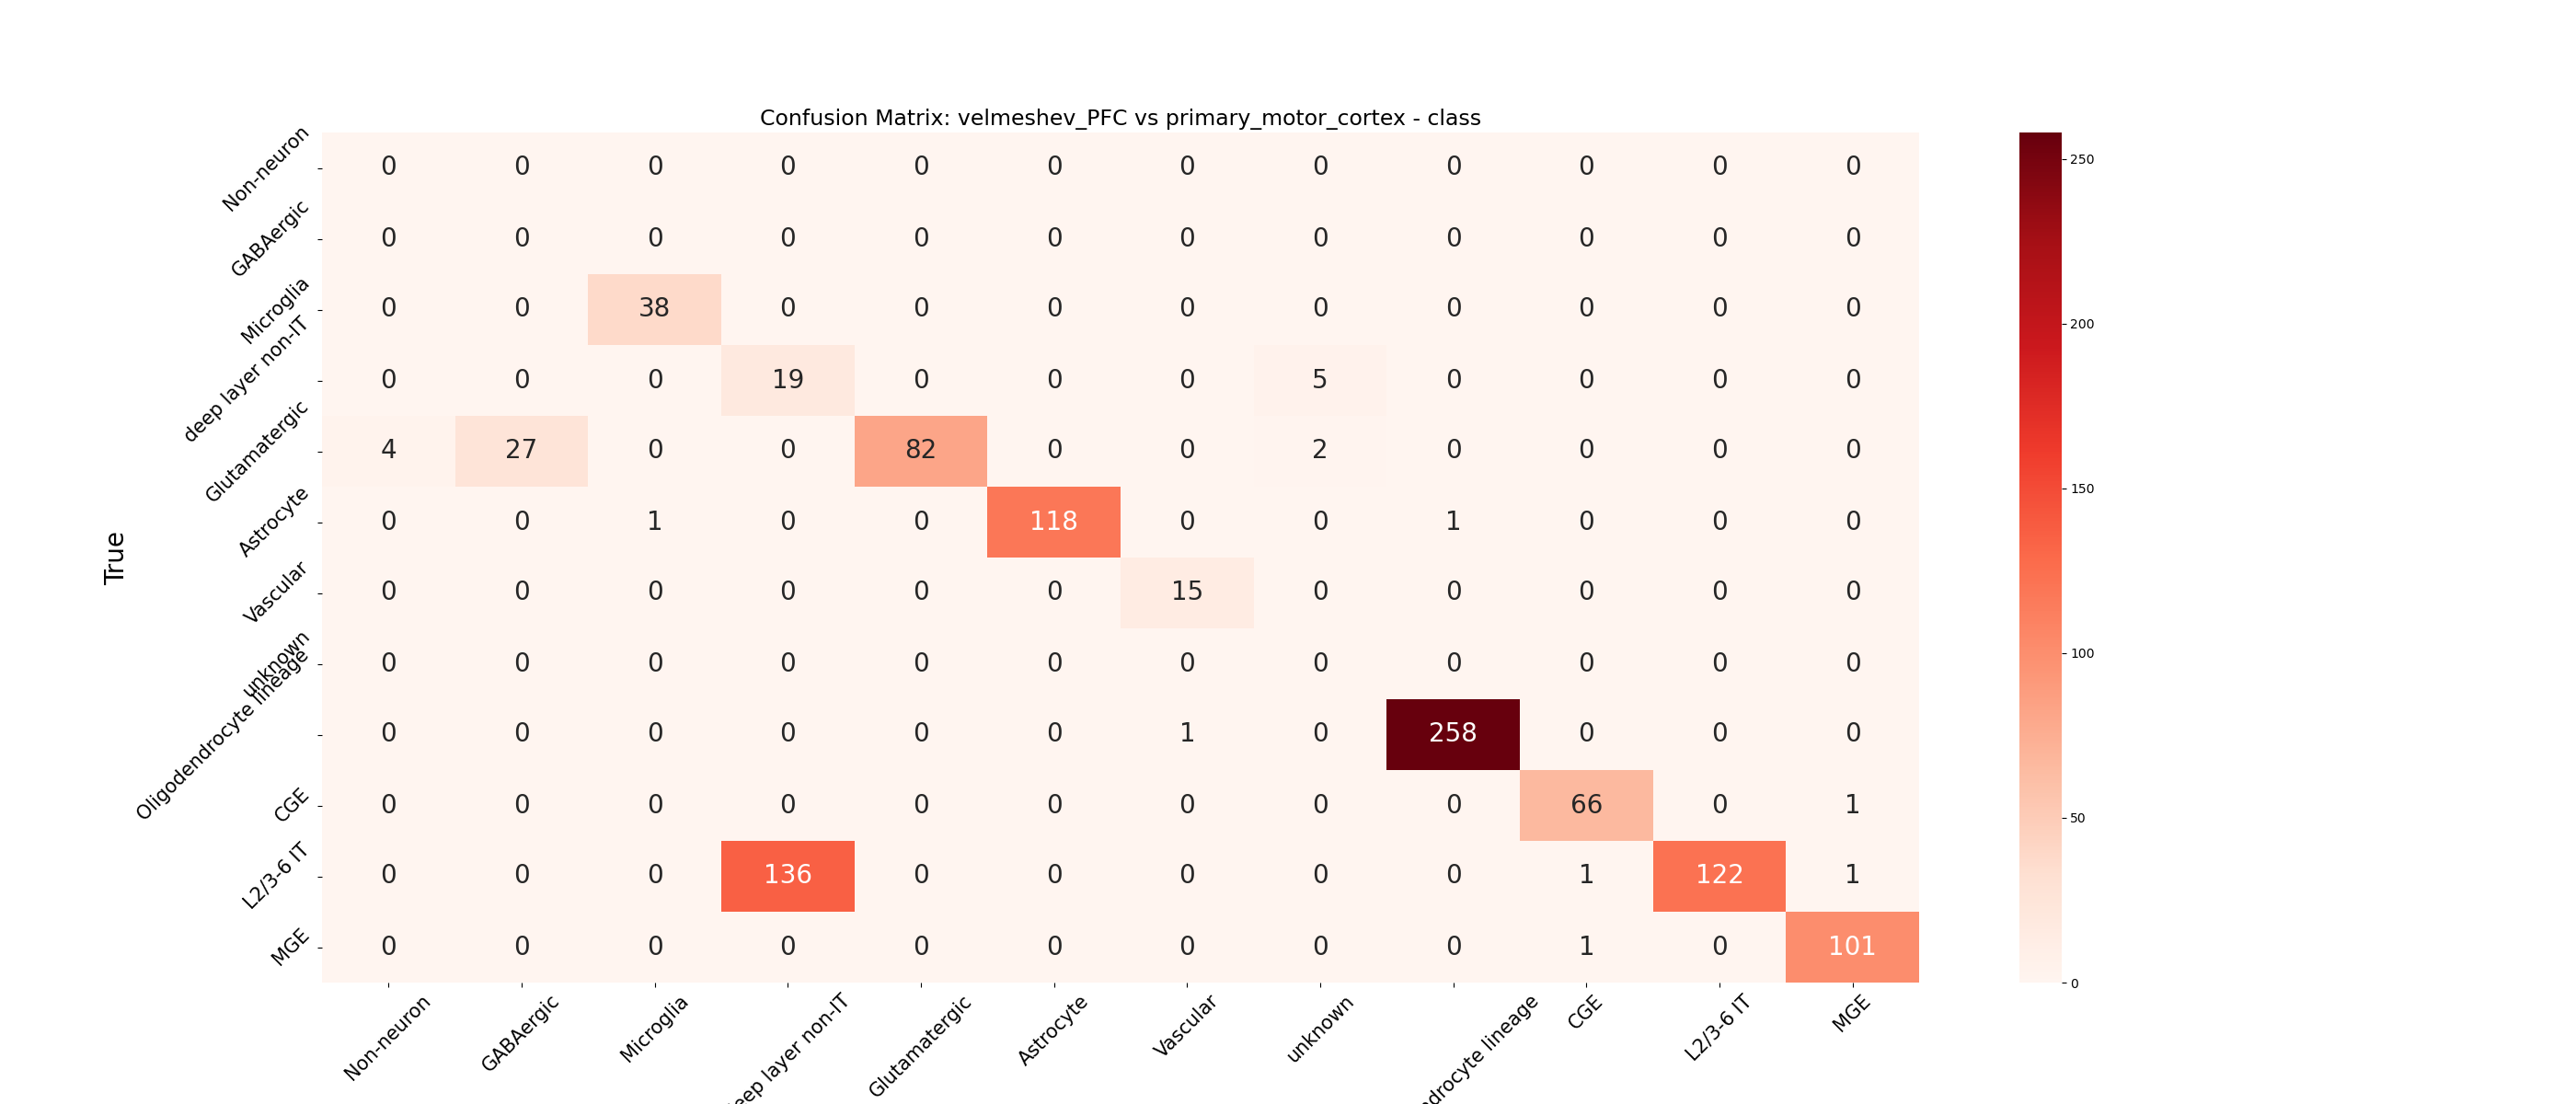 Confusion Matrix: velmeshev_PFC vs primary_motor_cortex - class
True
Non-neuron 0 0 0 0 0 0 0 0 0 0 0 0
GABAergic 0 0 0 0 0 0 0 0 0 0 0 0
Microglia 0 0 38 0 0 0 0 0 0 0 0 0
deep layer non-IT 0 0 0 19 0 0 0 5 0 0 0 0
Glutamatergic 4 27 0 0 82 0 0 2 0 0 0 0
Astrocyte 0 0 1 0 0 118 0 0 1 0 0 0
Vascular 0 0 0 0 0 0 15 0 0 0 0 0
unknown 0 0 0 0 0 0 0 0 0 0 0 0
Oligodendrocyte lineage 0 0 0 0 0 0 1 0 258 0 0 0
CGE 0 0 0 0 0 0 0 0 0 66 0 1
L2/3-6 IT 0 0 0 136 0 0 0 0 0 1 122 1
MGE 0 0 0 0 0 0 0 0 0 1 0 101
Non-neuron GABAergic Microglia layer non-IT Glutamatergic Astrocyte Vascular unknown lineage CGE L2/3-6 IT MGE
250
200
150
100
50
0